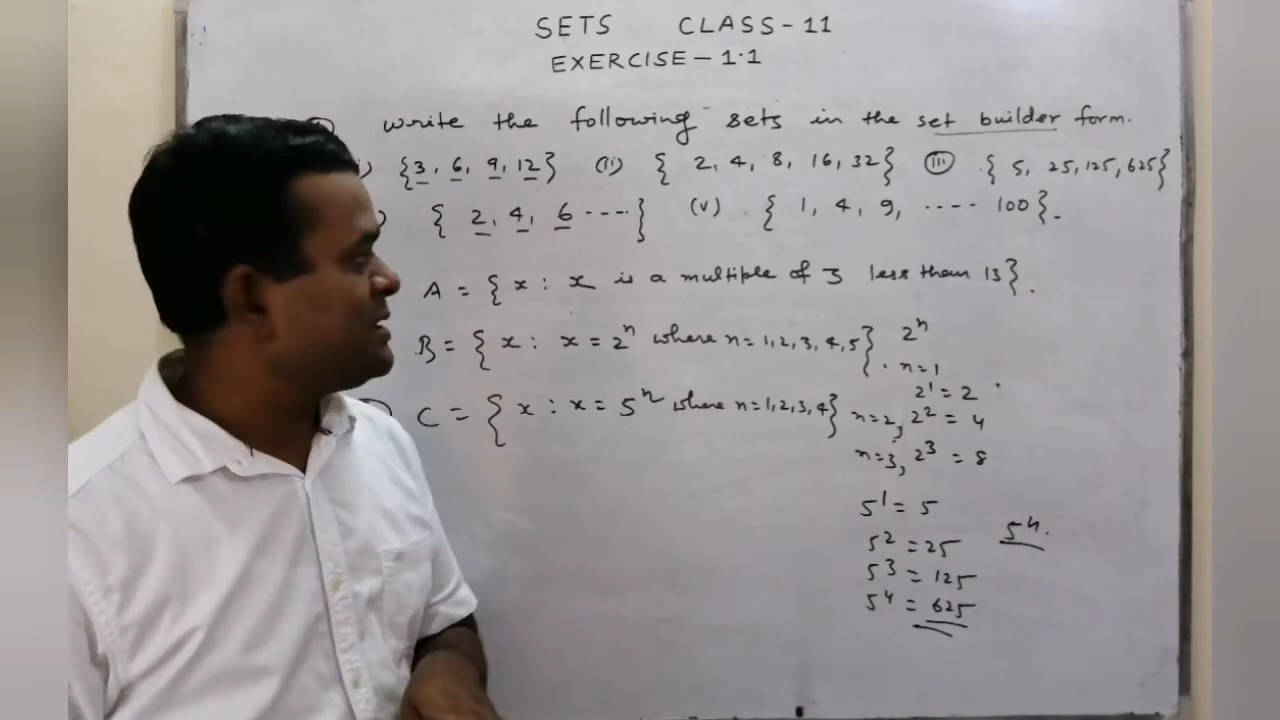 SETS CLASS-11
EXERCISE-1.1
write the following sets in the set builder form.
) {3, 6, 9, 12} (ii) { 2, 4, 8, 16, 32} (iii) { 5, 25, 125, 625}
) { 2, 4, 6 ----} (v) { 1, 4, 9, ---- 100}.
A = {x : x is a multiple of 3 less than 13}.
B = { x : x = 2ⁿ where n = 1, 2, 3, 4, 5}. 2ⁿ
n=1
2¹ = 2
) C = { x : x = 5ⁿ where n=1, 2, 3, 4} n=2, 2² = 4
n=3, 2³ = 8
5¹ = 5
5² = 25 5ⁿ.
5³ = 125
5⁴ = 625